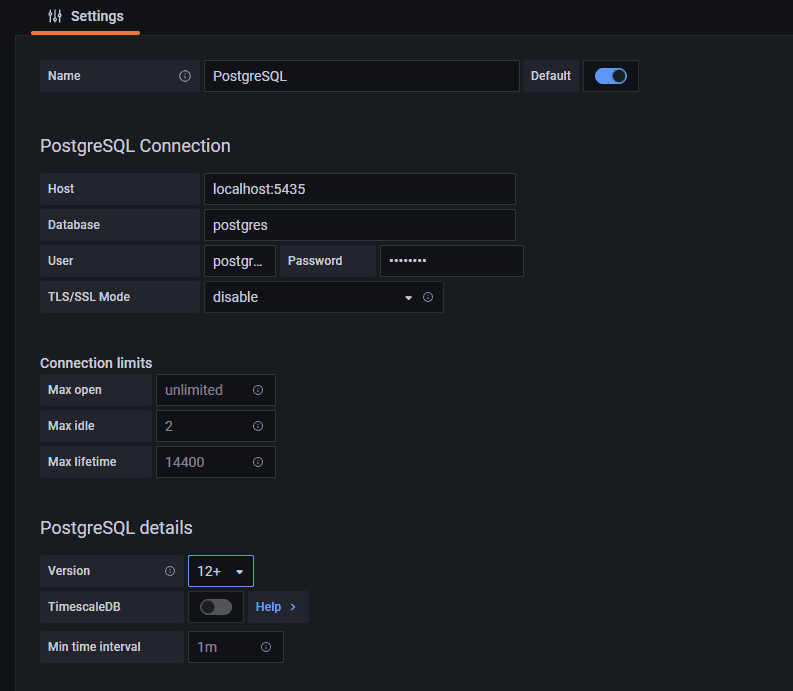 Settings
Name PostgreSQL Default
PostgreSQL Connection
Host localhost:5435
Database postgres
User postgr... Password ••••••••
TLS/SSL Mode disable
Connection limits
Max open unlimited
Max idle 2
Max lifetime 14400
PostgreSQL details
Version 12+
TimescaleDB Help
Min time interval 1m